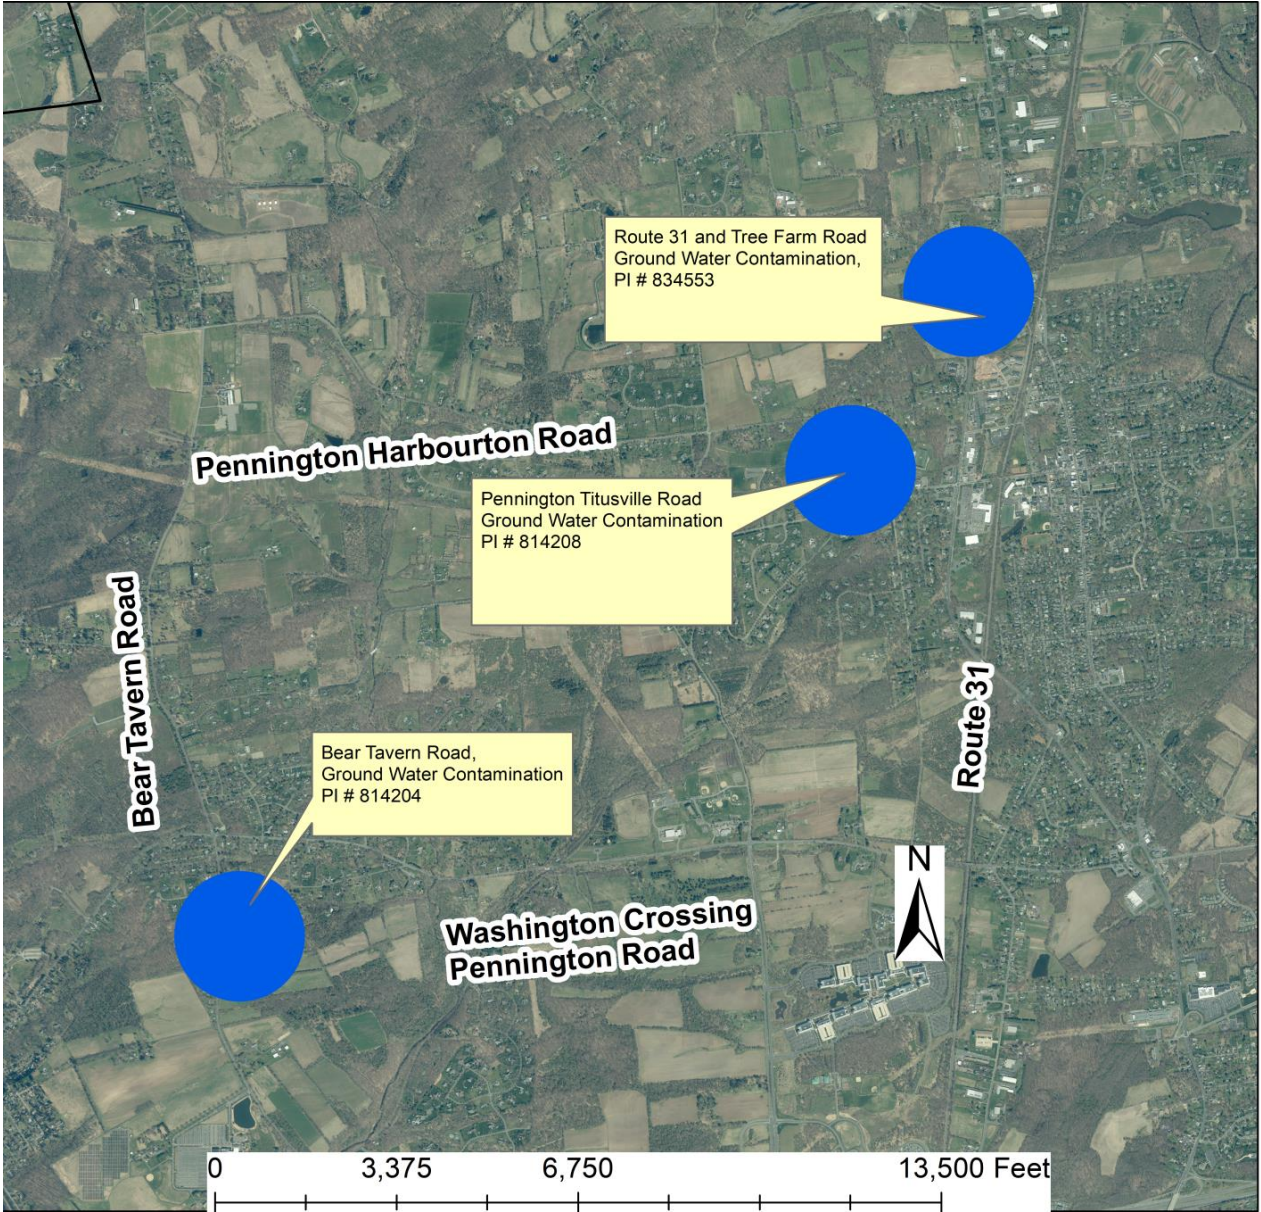 Route 31 and Tree Farm Road
Ground Water Contamination,
PI # 834553
Pennington Harbourton Road
Pennington Titusville Road
Ground Water Contamination
PI # 814208
Bear Tavern Road
Route 31
Bear Tavern Road,
Ground Water Contamination
PI # 814204
N
Washington Crossing
Pennington Road
0 3,375 6,750 13,500 Feet